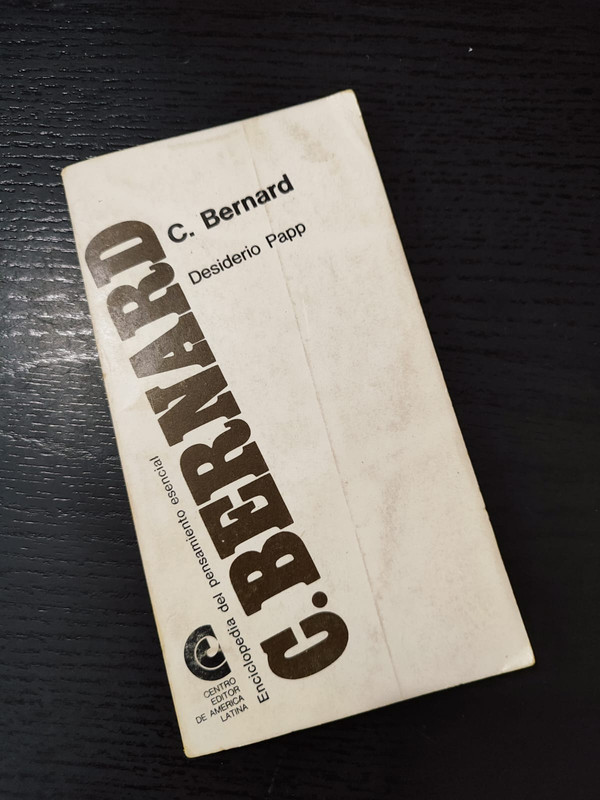 C. Bernard
Desiderio Papp
C.BERNARD
Enciclopedia del pensamiento esencial
CENTRO
EDITOR
DE AMERICA
LATINA